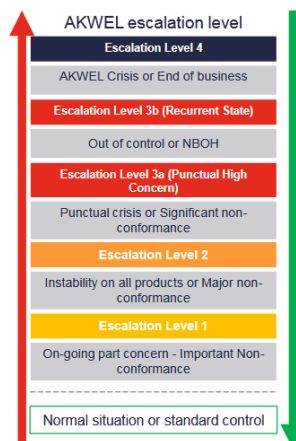 AKWEL escalation level
Escalation Level 4
AKWEL Crisis or End of business
Escalation Level 3b (Recurrent State)
Out of control or NBOH
Escalation Level 3a (Punctual High
Concern)
Punctual crisis or Significant non-
conformance
Escalation Level 2
Instability on all products or Major non-
conformance
Escalation Level 1
On-going part concern - Important Non-
conformance
Normal situation or standard control